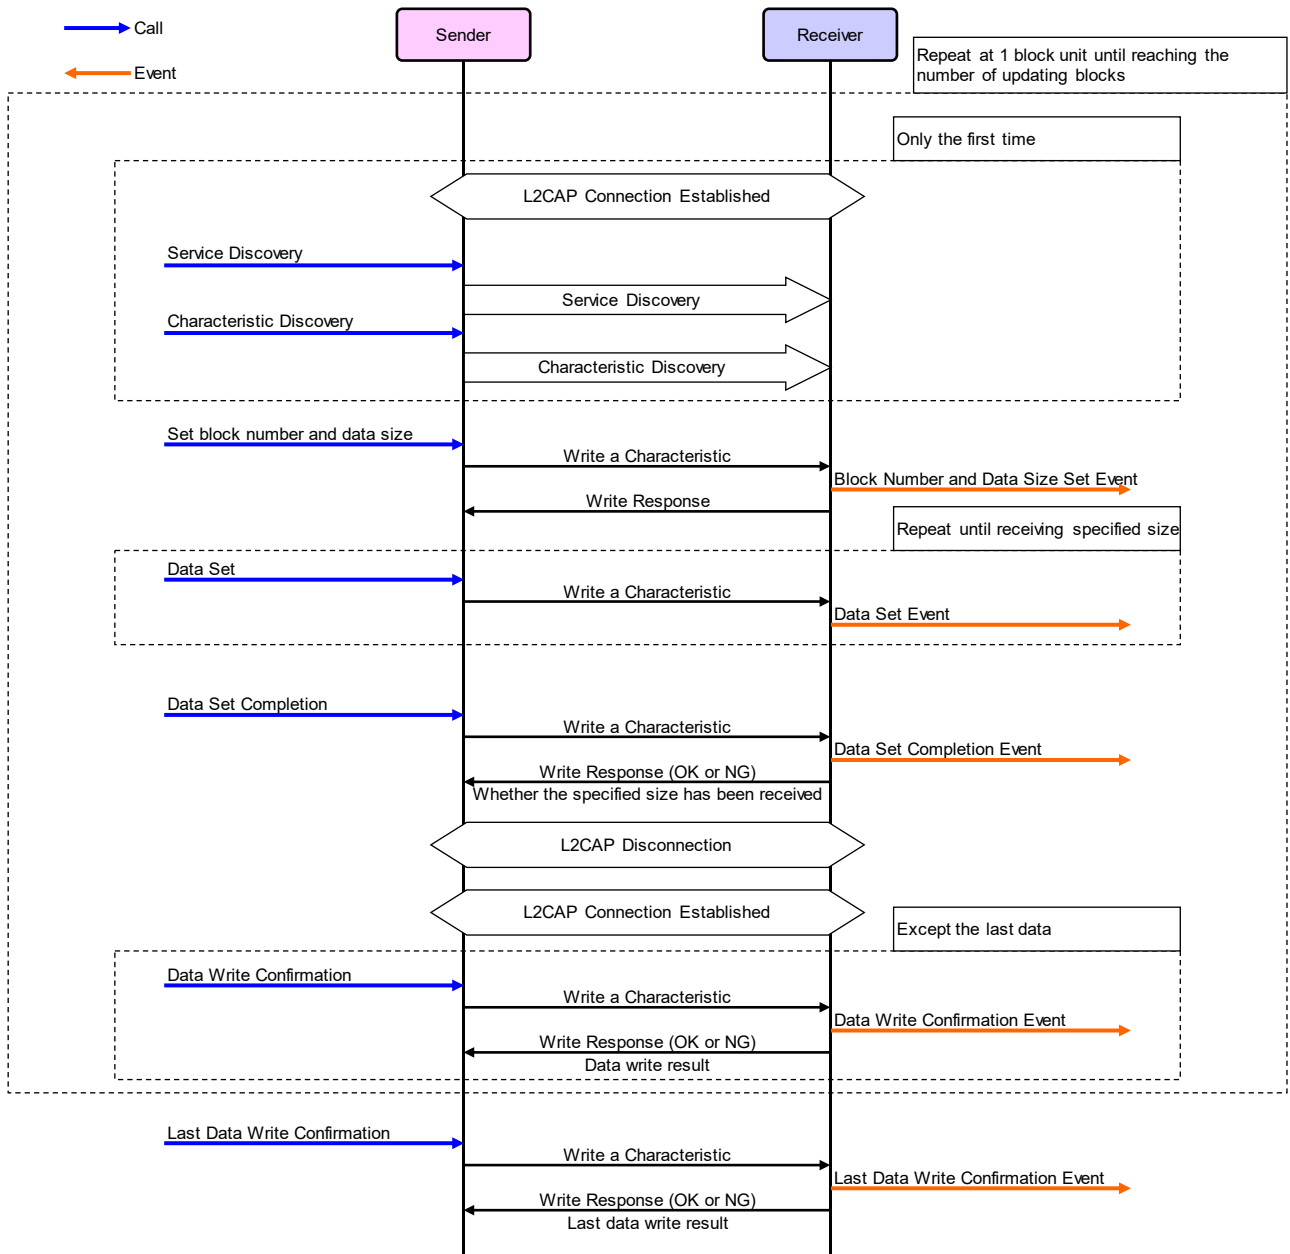 Call
Sender
Receiver
Repeat at 1 block unit until reaching the
number of updating blocks
Event
Only the first time
L2CAP Connection Established
Service Discovery
Service Discovery
Characteristic Discovery
Characteristic Discovery
Set block number and data size
Write a Characteristic
Block Number and Data Size Set Event
Write Response
Repeat until receiving specified size
Data Set
Write a Characteristic
Data Set Event
Data Set Completion
Write a Characteristic
Data Set Completion Event
Write Response (OK or NG)
Whether the specified size has been received
L2CAP Disconnection
L2CAP Connection Established
Except the last data
Data Write Confirmation
Write a Characteristic
Data Write Confirmation Event
Write Response (OK or NG)
Data write result
Last Data Write Confirmation
Write a Characteristic
Last Data Write Confirmation Event
Write Response (OK or NG)
Last data write result